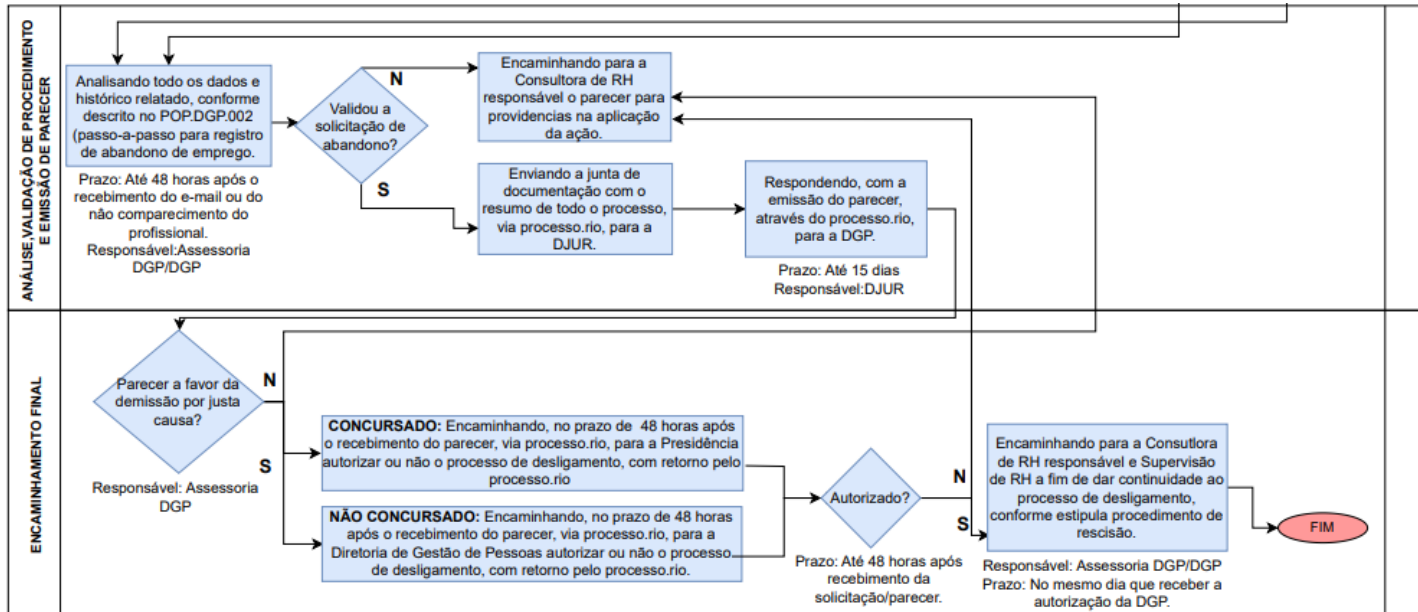 ANÁLISE,VALIDAÇÃO DE PROCEDIMENTO
E EMISSÃO DE PARECER
Analisando todo os dados e
histórico relatado, conforme
descrito no POP.DGP.002
(passo-a-passo para registro
de abandono de emprego.
Prazo: Até 48 horas após o
recebimento do e-mail ou do
não comparecimento do
profissional.
Responsável:Assessoria
DGP/DGP
Validou a
solicitação de
abandono?
N
S
Encaminhando para a
Consultora de RH
responsável o parecer para
providencias na aplicação
da ação.
Enviando a junta de
documentação com o
resumo de todo o processo,
via processo.rio, para a
DJUR.
Respondendo, com a
emissão do parecer,
através do processo.rio,
para a DGP.
Prazo: Até 15 dias
Responsável:DJUR
ENCAMINHAMENTO FINAL
Parecer a favor da
demissão por justa
causa?
Responsável: Assessoria
DGP
N
S
CONCURSADO: Encaminhando, no prazo de 48 horas após
o recebimento do parecer, via processo.rio, para a Presidência
autorizar ou não o processo de desligamento, com retorno pelo
processo.rio
NÃO CONCURSADO: Encaminhando, no prazo de 48 horas
após o recebimento do parecer, via processo.rio, para a
Diretoria de Gestão de Pessoas autorizar ou não o processo
de desligamento, com retorno pelo processo.rio.
Autorizado?
Prazo: Até 48 horas após
recebimento da
solicitação/parecer.
N
S
Encaminhando para a Consutlora
de RH responsável e Supervisão
de RH a fim de dar continuidade ao
processo de desligamento,
conforme estipula procedimento de
rescisão.
Responsável: Assessoria DGP/DGP
Prazo: No mesmo dia que receber a
autorização da DGP.
FIM